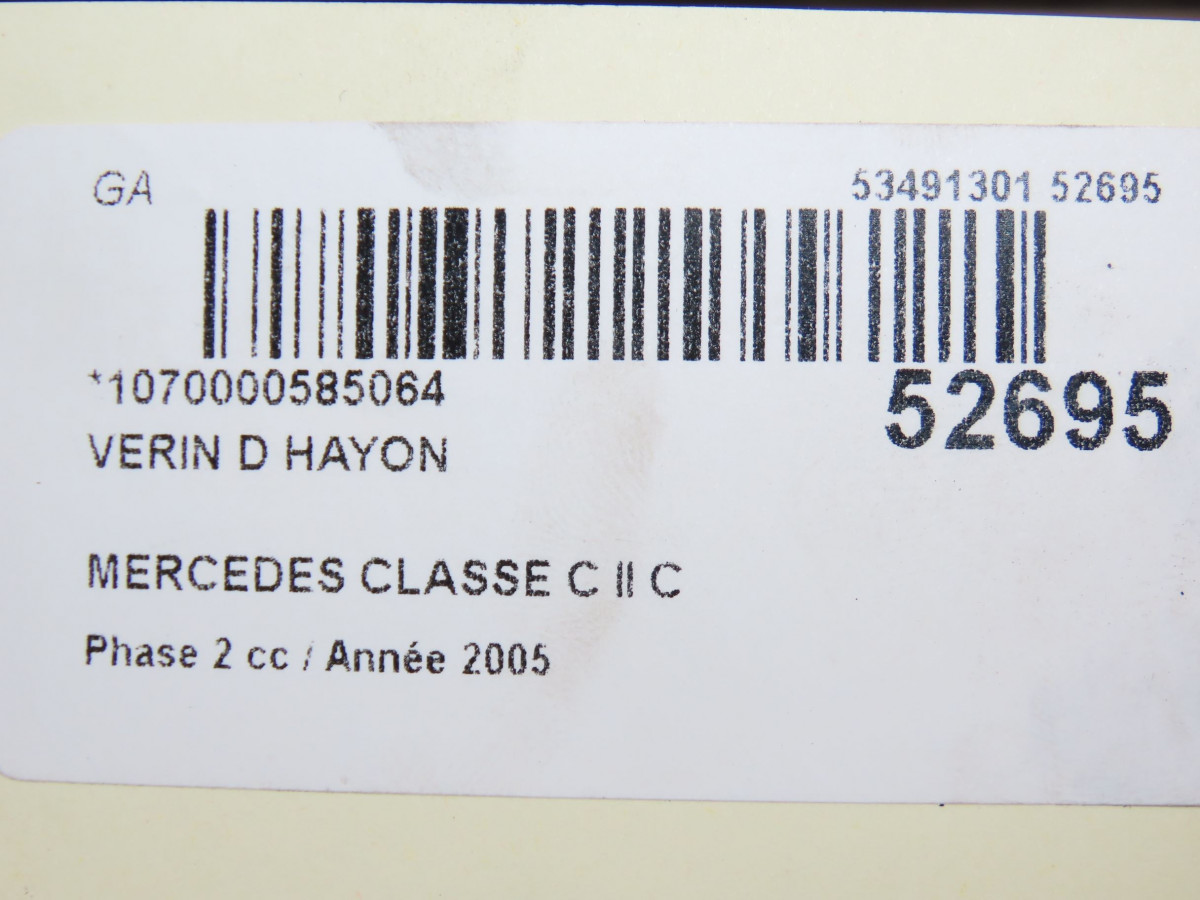 GA
53491301 52695
*1070000585064
52695
VERIN D HAYON
MERCEDES CLASSE C II C
Phase 2 cc / Année 2005